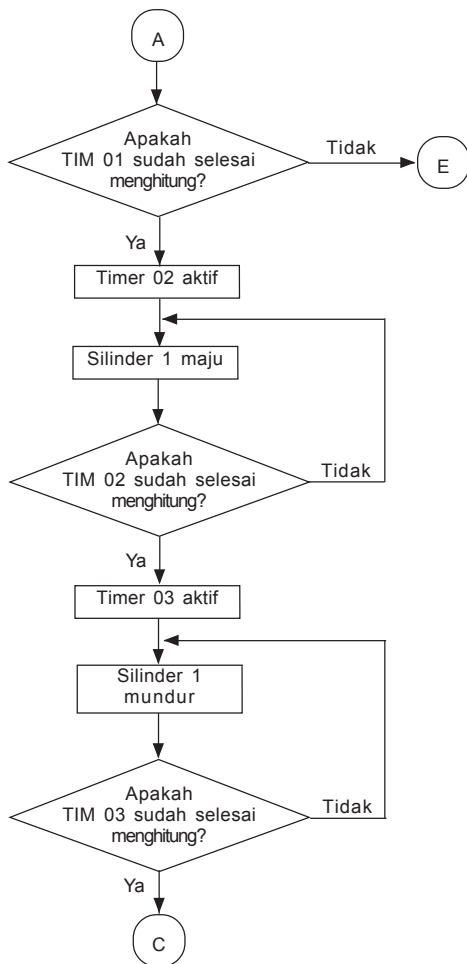 A
Apakah
TIM 01 sudah selesai
menghitung?
Tidak
E
Ya
Timer 02 aktif
Silinder 1 maju
Apakah
TIM 02 sudah selesai
menghitung?
Tidak
Ya
Timer 03 aktif
Silinder 1
mundur
Apakah
TIM 03 sudah selesai
menghitung?
Tidak
Ya
C